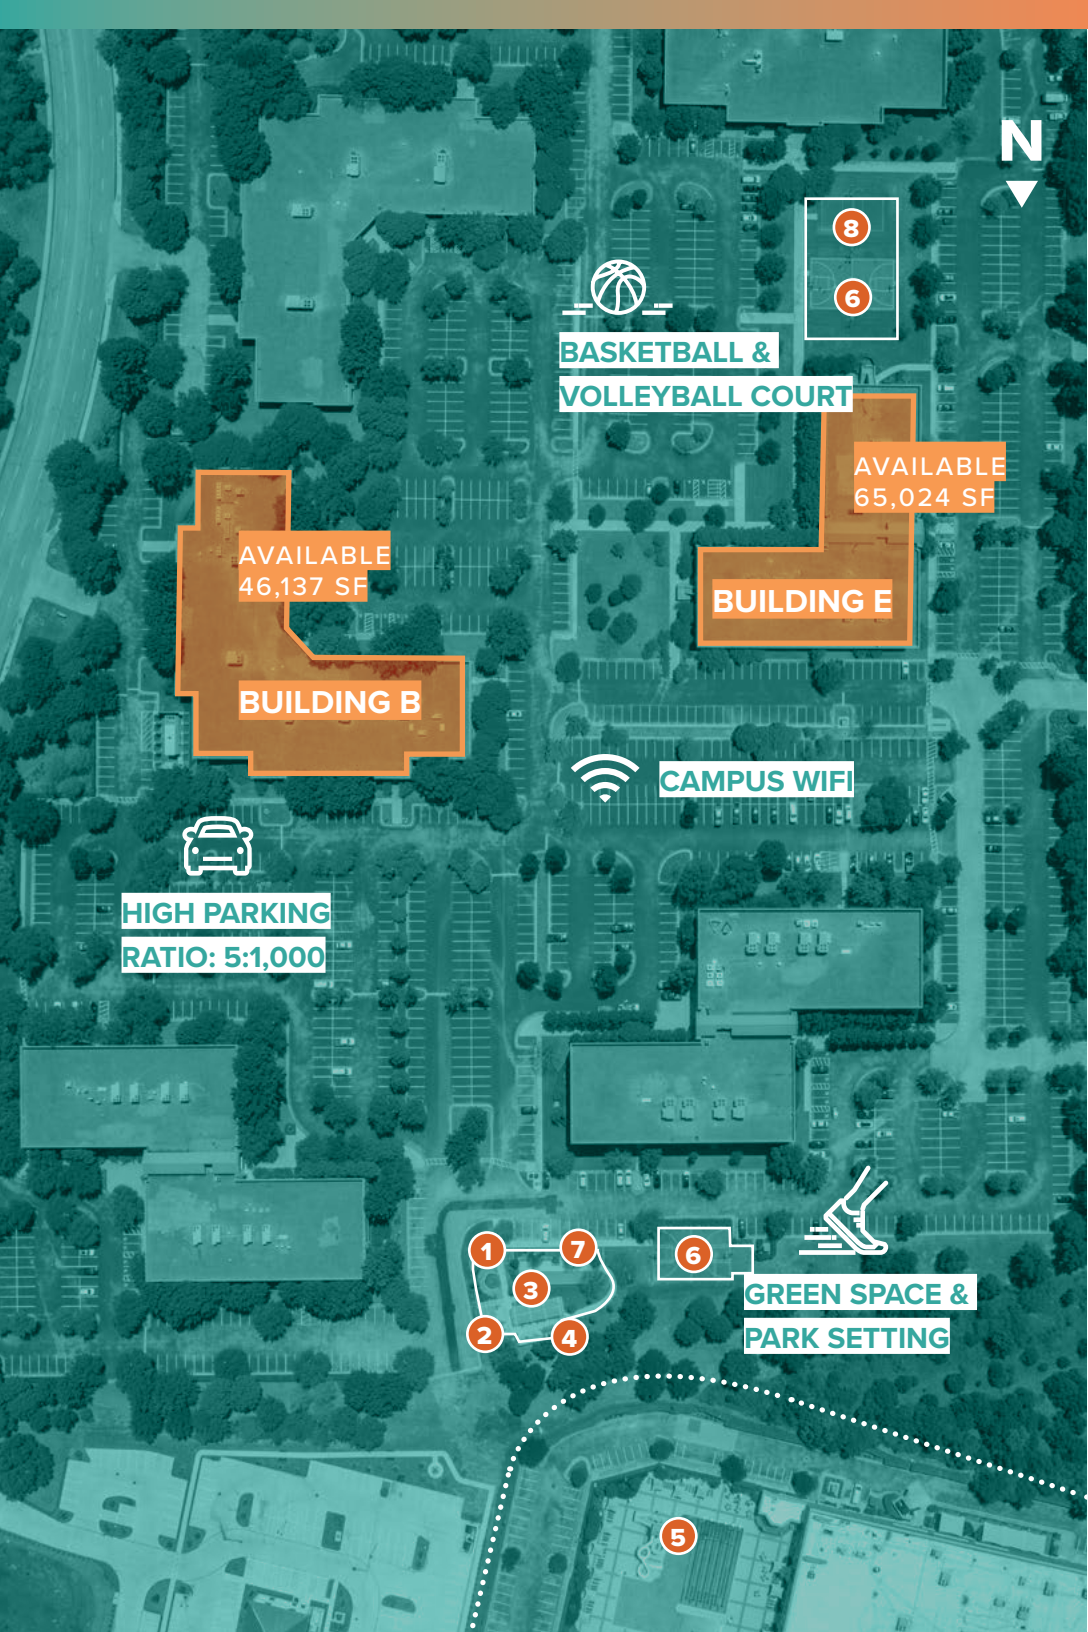 N
8
6
BASKETBALL &
VOLLEYBALL COURT
AVAILABLE
65,024 SF
BUILDING E
AVAILABLE
46,137 SF
BUILDING B
CAMPUS WIFI
HIGH PARKING
RATIO: 5:1,000
1
7
6
3
2
4
GREEN SPACE &
PARK SETTING
5